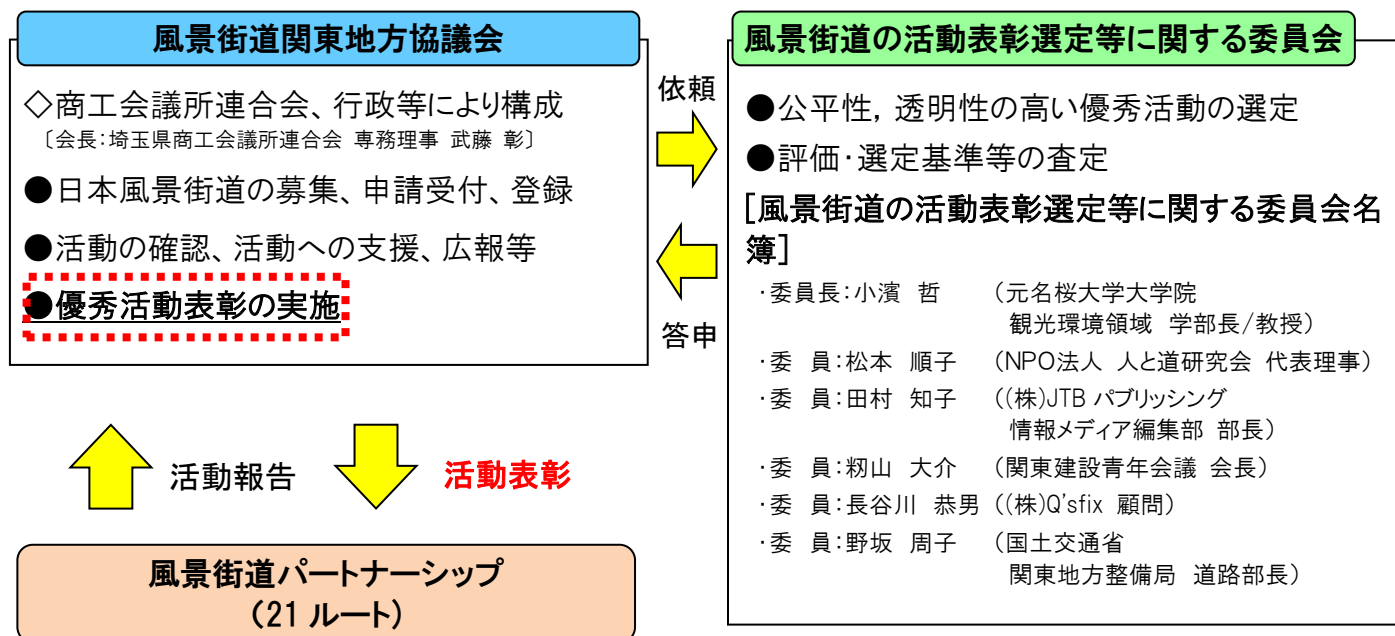 風景街道関東地方協議会
◇商工会議所連合会、行政等により構成
〔会長:埼玉県商工会議所連合会 専務理事 武藤 彰〕
●日本風景街道の募集、申請受付、登録
●活動の確認、活動への支援、広報等
●優秀活動表彰の実施
依頼
答申
風景街道の活動表彰選定等に関する委員会
●公平性,透明性の高い優秀活動の選定
●評価・選定基準等の査定
[風景街道の活動表彰選定等に関する委員会名
簿]
・委員長:小濱 哲 (元名桜大学大学院
観光環境領域 学部長/教授)
・委 員:松本 順子 (NPO法人 人と道研究会 代表理事)
・委 員:田村 知子 ((株)JTB パブリッシング
情報メディア編集部 部長)
・委 員:籾山 大介 (関東建設青年会議 会長)
・委 員:長谷川 恭男 ((株)Q'sfix 顧問)
・委 員:野坂 周子 (国土交通省
関東地方整備局 道路部長)
活動報告
活動表彰
風景街道パートナーシップ
(21 ルート)